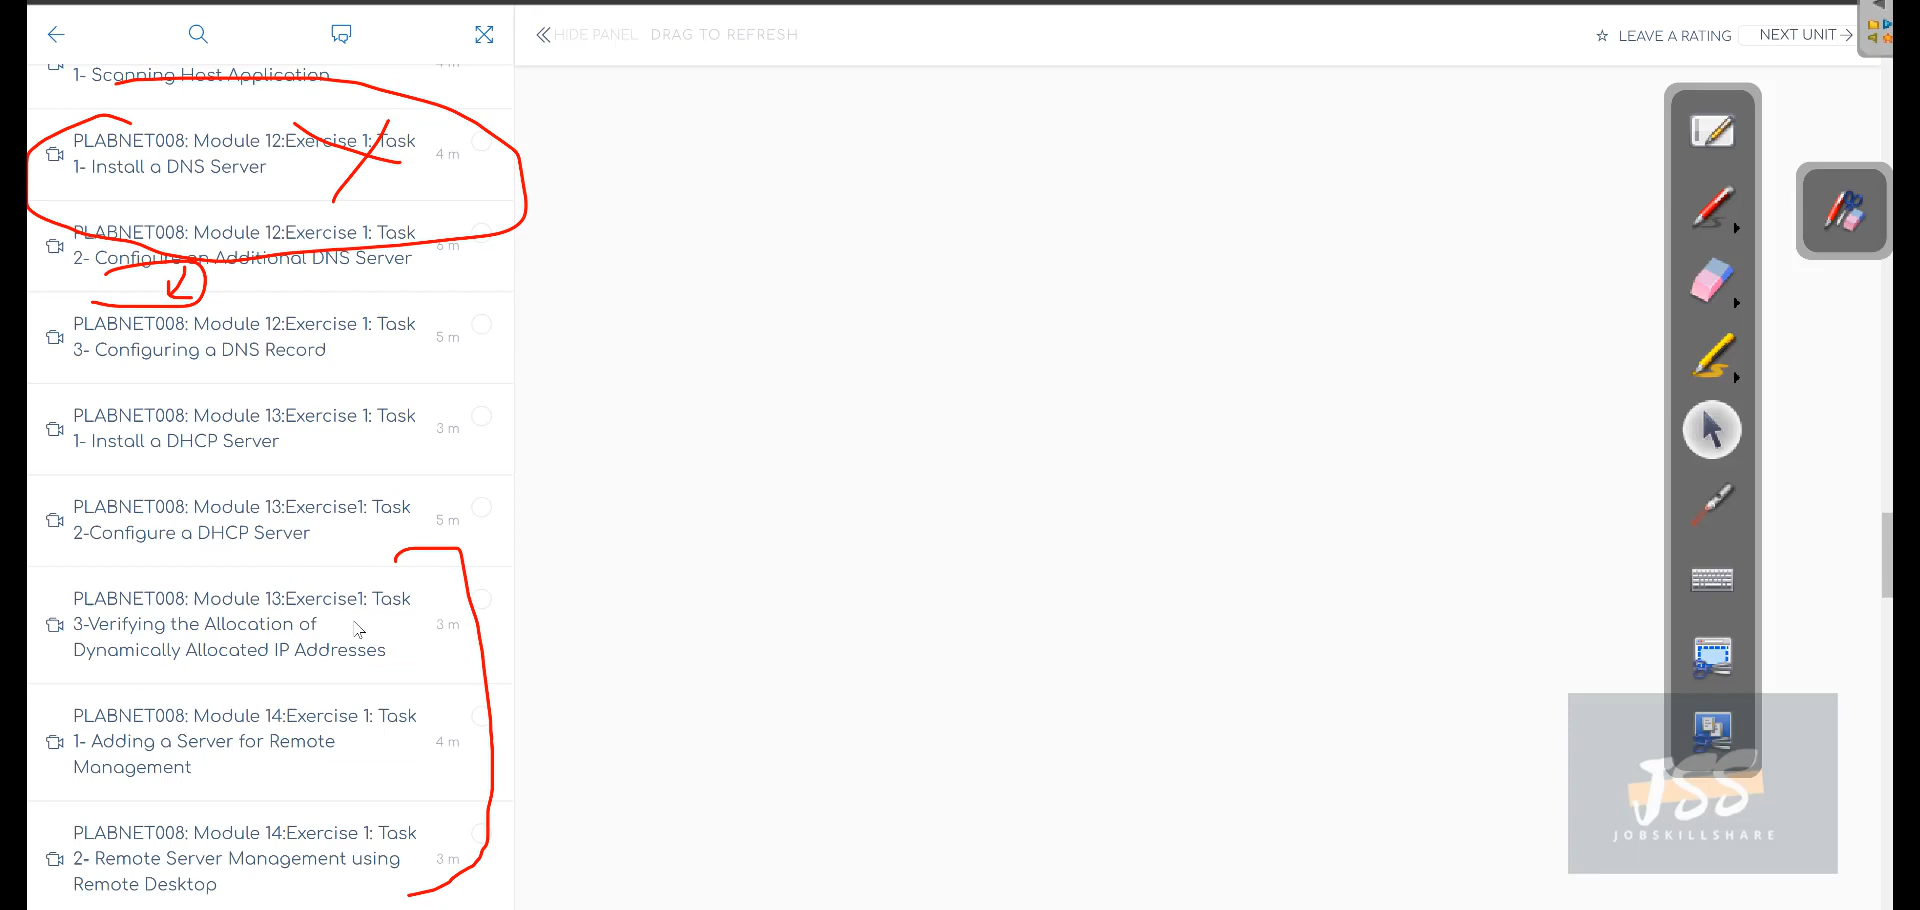 HIDE PANEL DRAG TO REFRESH
LEAVE A RATING
NEXT UNIT
1- Scanning Host Application
4 m
PLABNET008: Module 12:Exercise 1: Task
1- Install a DNS Server
4 m
PLABNET008: Module 12:Exercise 1: Task
2- Configure an Additional DNS Server
6 m
PLABNET008: Module 12:Exercise 1: Task
3- Configuring a DNS Record
5 m
PLABNET008: Module 13:Exercise 1: Task
1- Install a DHCP Server
3 m
PLABNET008: Module 13:Exercise1: Task
2-Configure a DHCP Server
5 m
PLABNET008: Module 13:Exercise1: Task
3-Verifying the Allocation of
Dynamically Allocated IP Addresses
3 m
PLABNET008: Module 14:Exercise 1: Task
1- Adding a Server for Remote
Management
4 m
PLABNET008: Module 14:Exercise 1: Task
2- Remote Server Management using
Remote Desktop
3 m
JSS
JOBSKILLSHARE